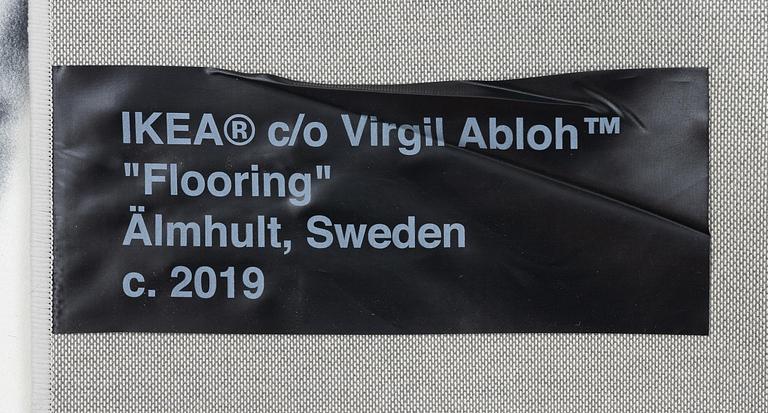 IKEA® c/o Virgil Abloh™
"Flooring"
Älmhult, Sweden
c. 2019